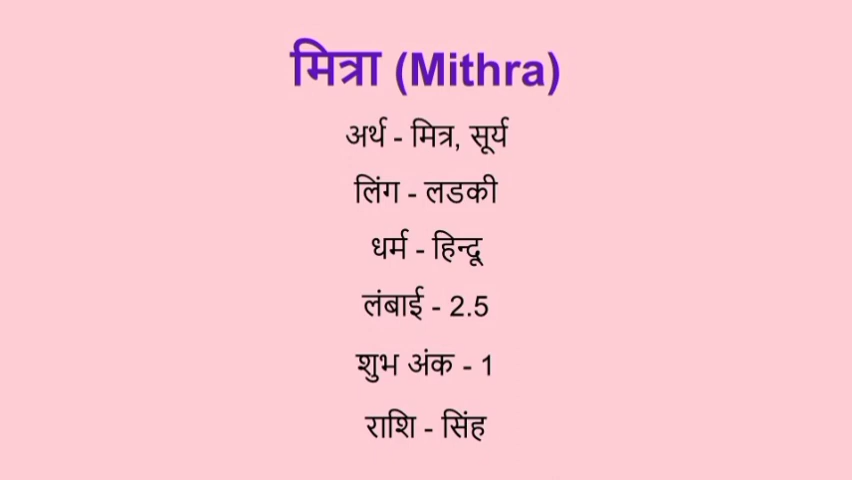 मित्रा (Mithra)
अर्थ - मित्र, सूर्य
लिंग - लडकी
धर्म - हिन्दू
लंबाई - 2.5
शुभ अंक - 1
राशि - सिंह